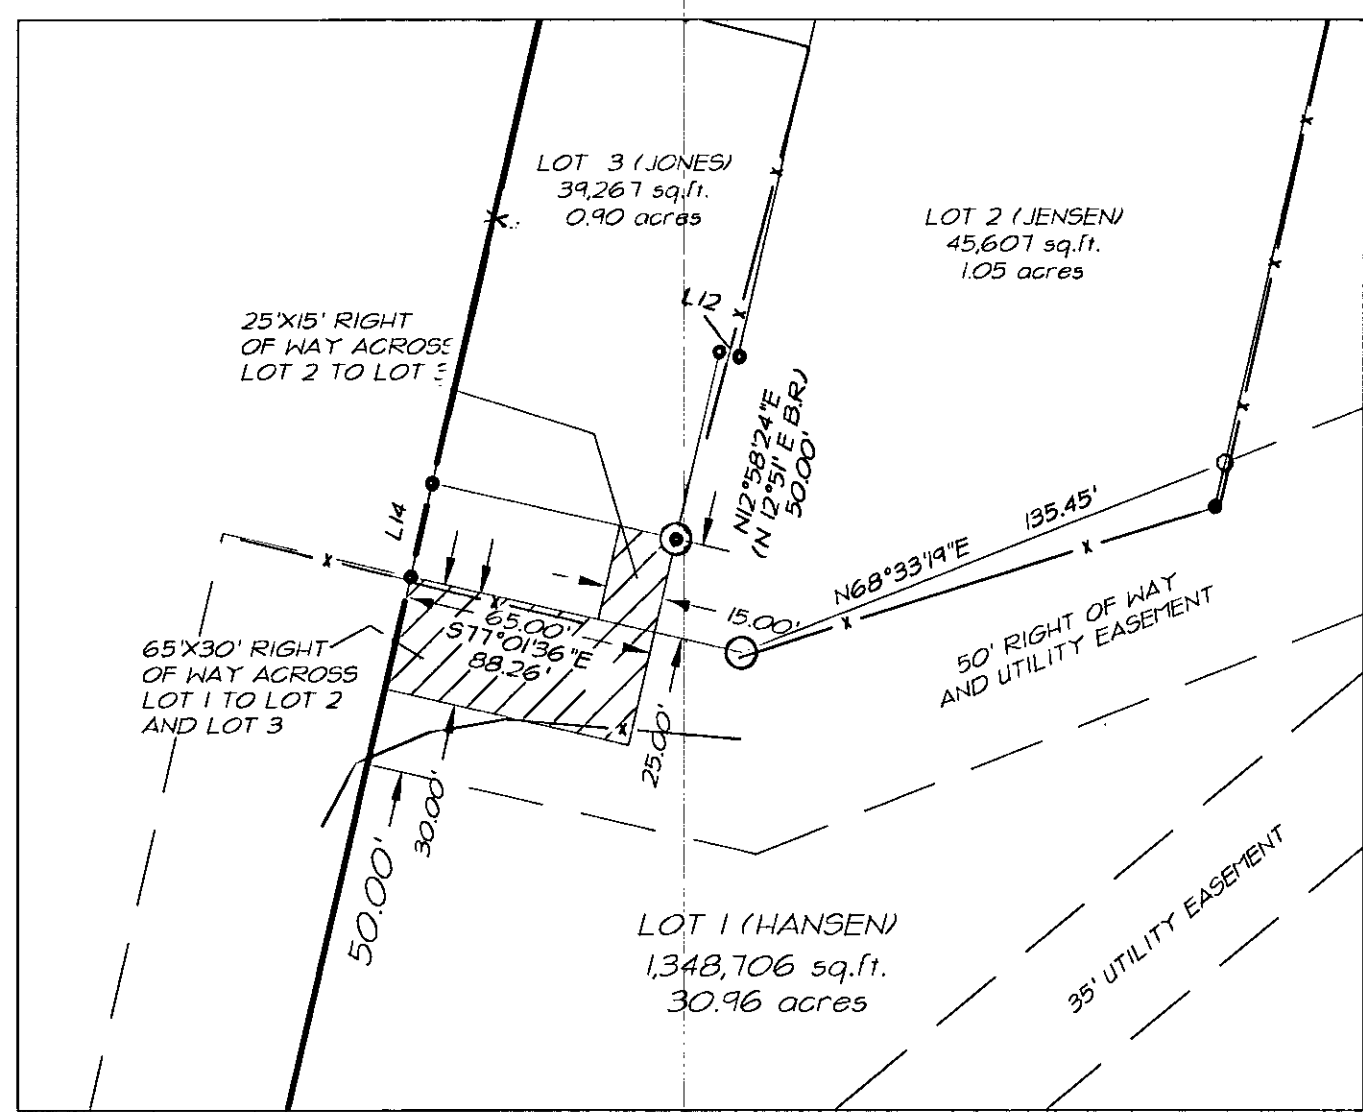 LOT 3 (JONES)
39,267 sq.ft.
0.90 acres
LOT 2 (JENSEN)
45,607 sq.ft.
1.05 acres
L12
25'X15' RIGHT
OF WAY ACROSS
LOT 2 TO LOT 3
N12°58'24"E
(N 12°51' E B.R.)
50.00'
L14
135.45'
N68°33'19"E
15.00'
65.00'
S77°01'36"E
88.26'
50' RIGHT OF WAY
AND UTILITY EASEMENT
65'X30' RIGHT
OF WAY ACROSS
LOT 1 TO LOT 2
AND LOT 3
25.00'
30.00'
50.00'
35' UTILITY EASEMENT
LOT 1 (HANSEN)
1,348,706 sq.ft.
30.96 acres